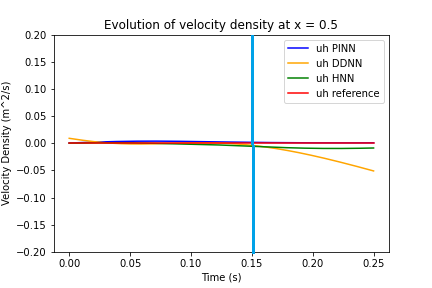 Evolution of velocity density at x = 0.5
Velocity Density (m^2/s)
0.20
0.15
0.10
0.05
0.00
−0.05
−0.10
−0.15
−0.20
uh PINN
uh DDNN
uh HNN
uh reference
0.00 0.05 0.10 0.15 0.20 0.25
Time (s)